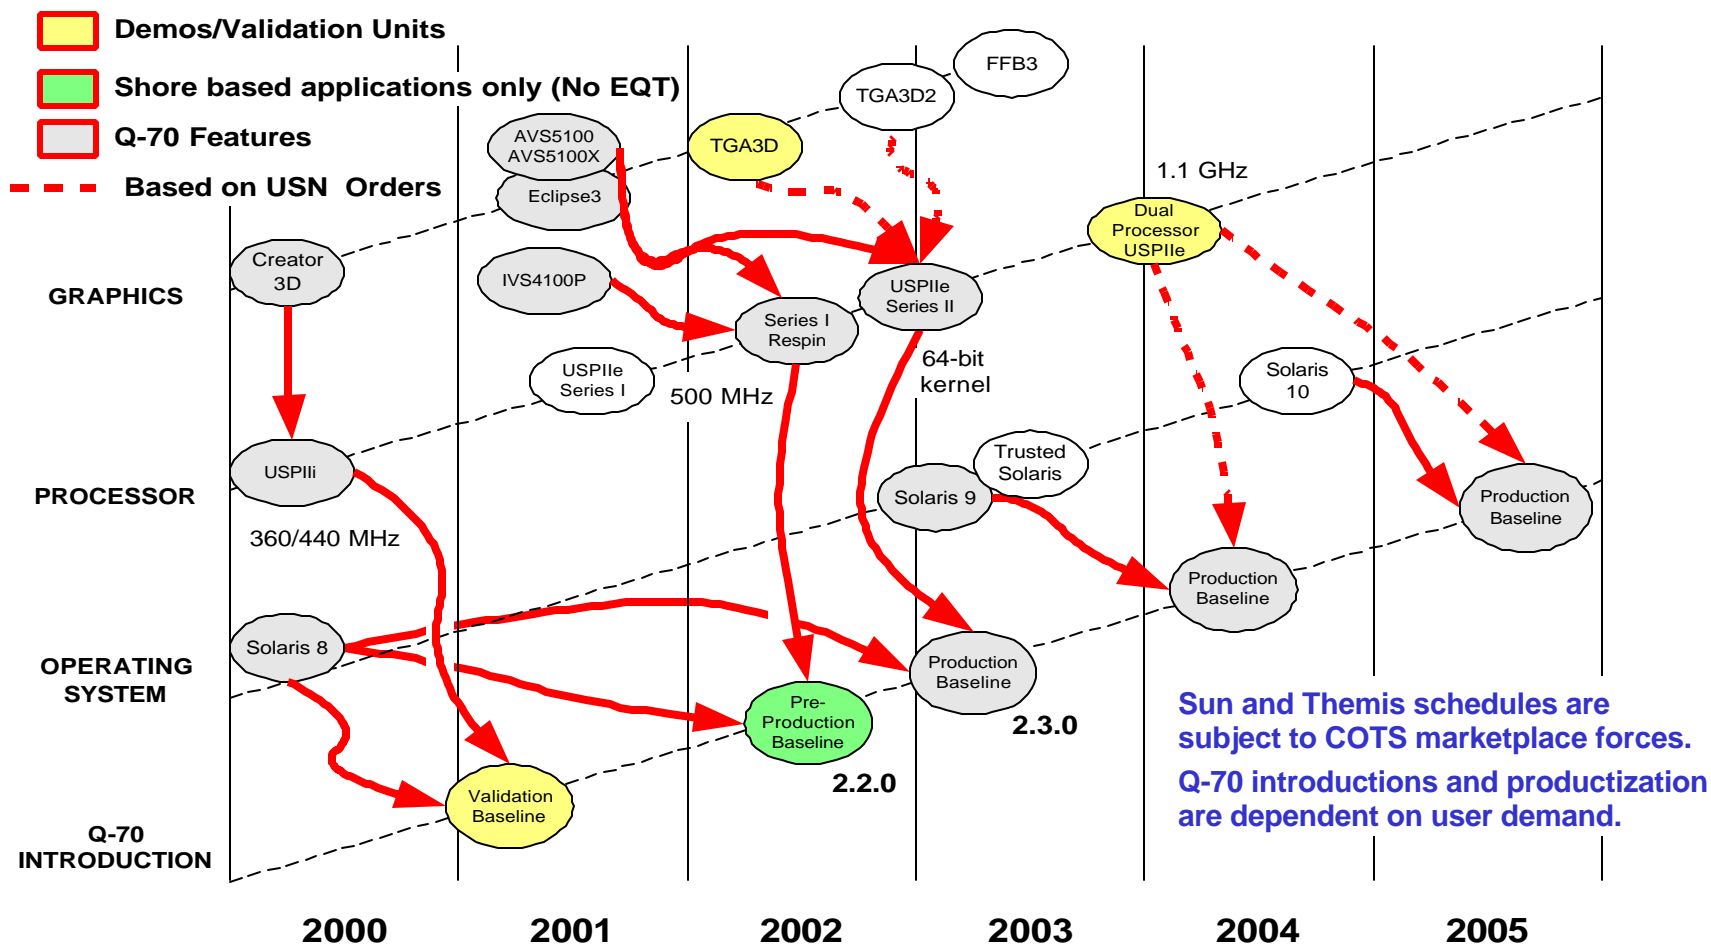 Demos/Validation Units
Shore based applications only (No EQT)
Q-70 Features
Based on USN Orders
FFB3
TGA3D2
AVS5100
AVS5100X
TGA3D
Eclipse3
1.1 GHz
Dual
Processor
USPIIe
Creator
3D
IVS4100P
GRAPHICS
USPIIe
Series II
Series I
Respin
USPIIe
Series I
500 MHz
64-bit
kernel
Solaris
10
USPIIi
PROCESSOR
360/440 MHz
Trusted
Solaris
Solaris 9
Production
Baseline
Production
Baseline
Solaris 8
OPERATING
SYSTEM
Production
Baseline
2.3.0
Pre-
Production
Baseline
2.2.0
Sun and Themis schedules are
subject to COTS marketplace forces.
Q-70 introductions and productization
are dependent on user demand.
Validation
Baseline
Q-70
INTRODUCTION
2000 2001 2002 2003 2004 2005